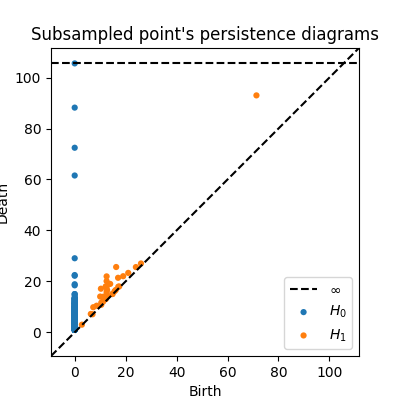 Subsampled point's persistence diagrams
100
80
60
40
20
0
Death
0 20 40 60 80 100
Birth
∞
H₀
H₁